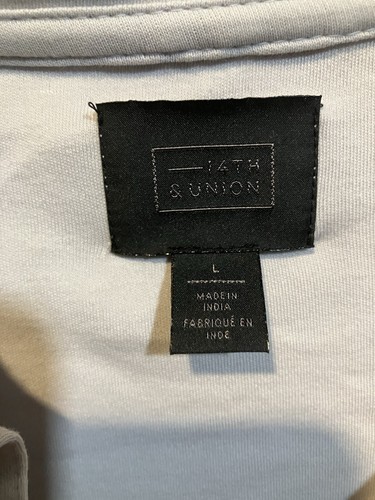 14TH
& UNION
L
MADE IN
INDIA
FABRIQUÉ EN
INDE